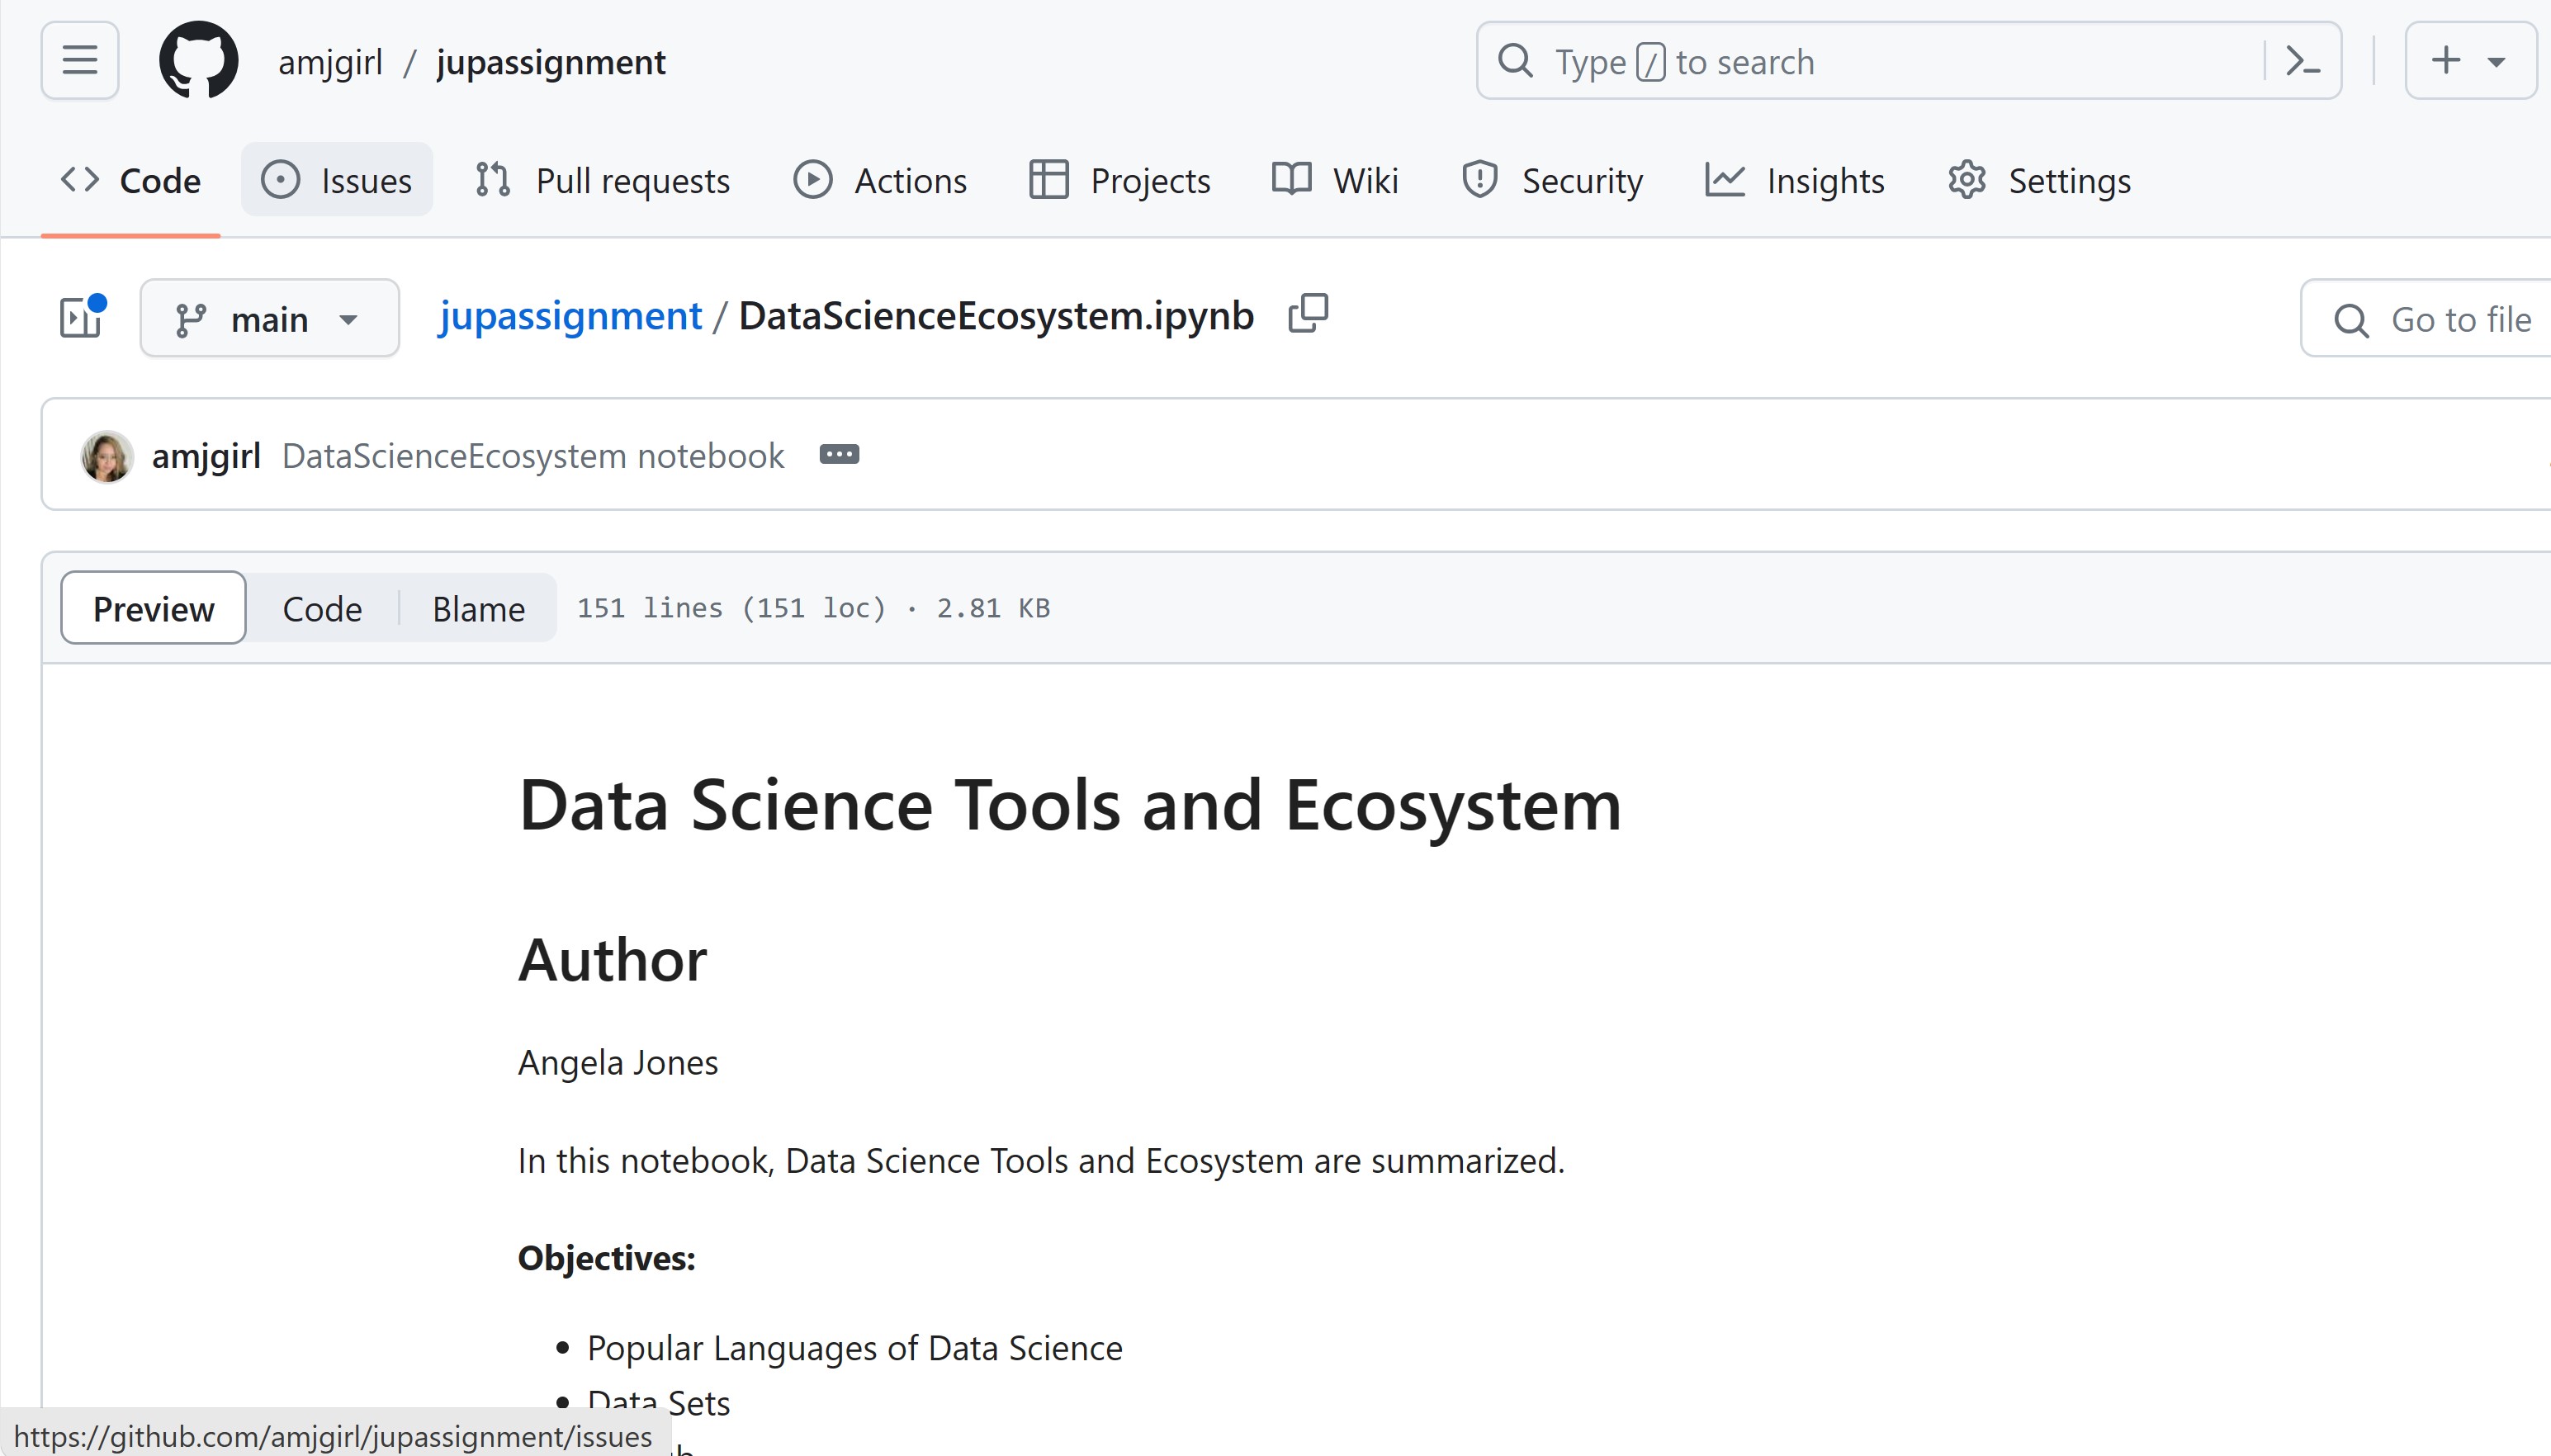 amjgirl / jupassignment
Type / to search
Code Issues Pull requests Actions Projects Wiki Security Insights Settings
main
jupassignment / DataScienceEcosystem.ipynb
Go to file
amjgirl DataScienceEcosystem notebook
Preview Code Blame 151 lines (151 loc) · 2.81 KB
Data Science Tools and Ecosystem
Author
Angela Jones
In this notebook, Data Science Tools and Ecosystem are summarized.
Objectives:
• Popular Languages of Data Science
• Data Sets
https://github.com/amjgirl/jupassignment/issues